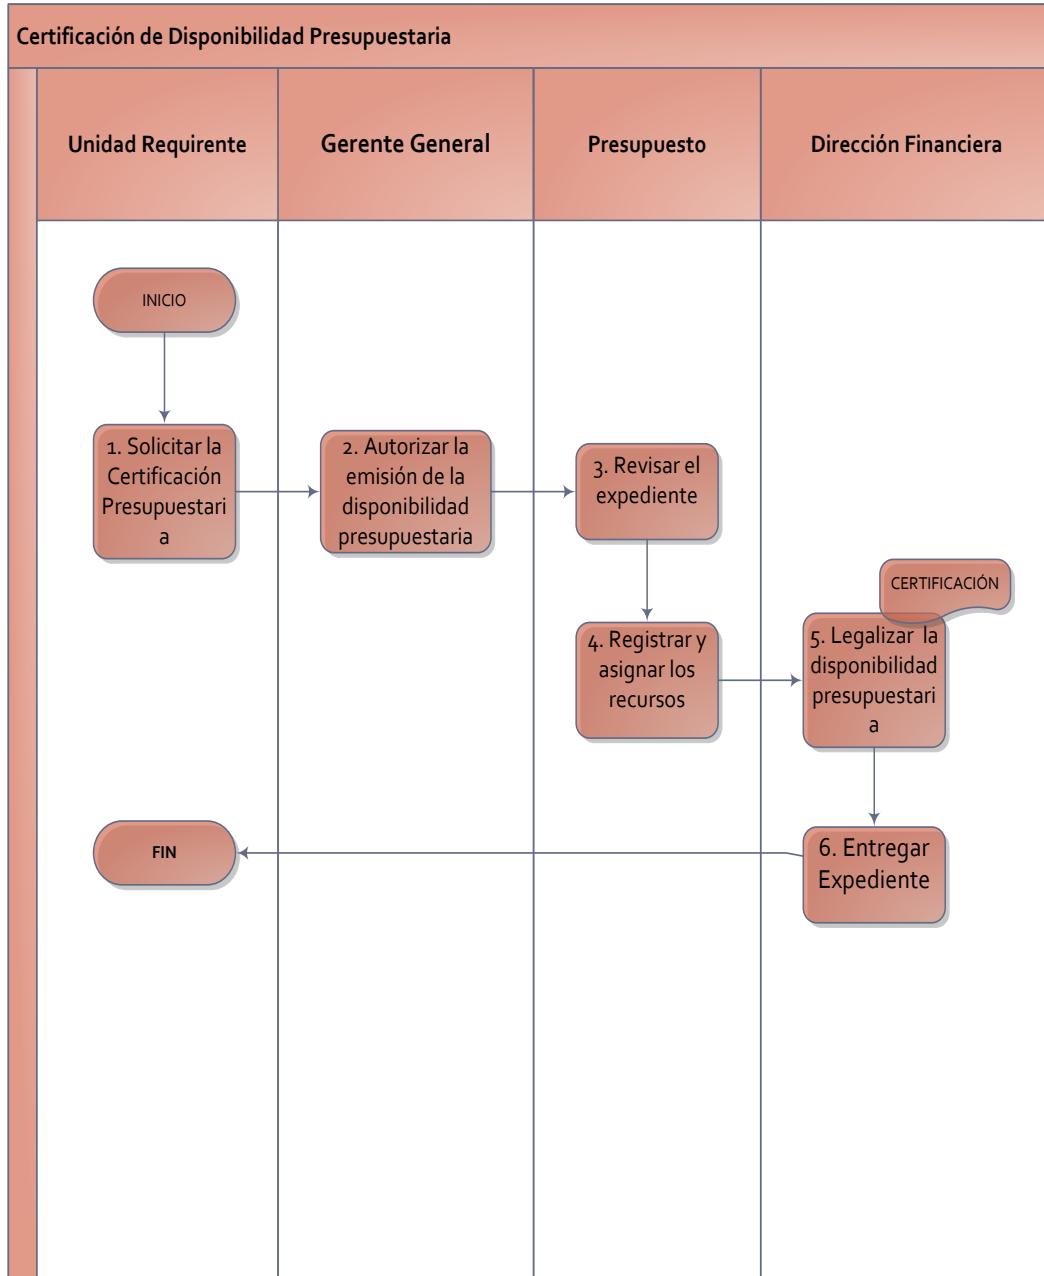 Certificación de Disponibilidad Presupuestaria
Unidad Requirente
Gerente General
Presupuesto
Dirección Financiera
INICIO
1. Solicitar la
Certificación
Presupuestari
a
2. Autorizar la
emisión de la
disponibilidad
presupuestaria
3. Revisar el
expediente
4. Registrar y
asignar los
recursos
CERTIFICACIÓN
5. Legalizar la
disponibilidad
presupuestari
a
6. Entregar
Expediente
FIN